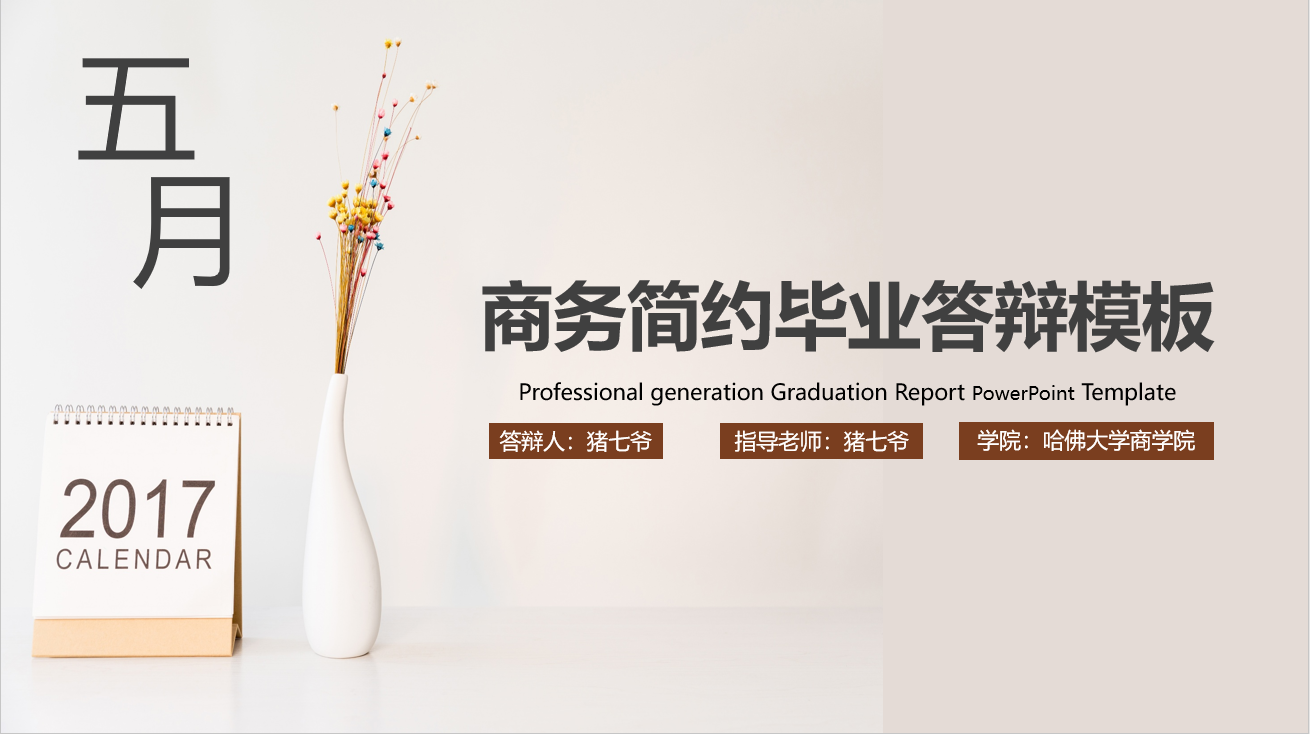 五
月
商务简约毕业答辩模板
Professional generation Graduation Report PowerPoint Template
答辩人：猪七爷
指导老师：猪七爷
学院：哈佛大学商学院
2017
CALENDAR